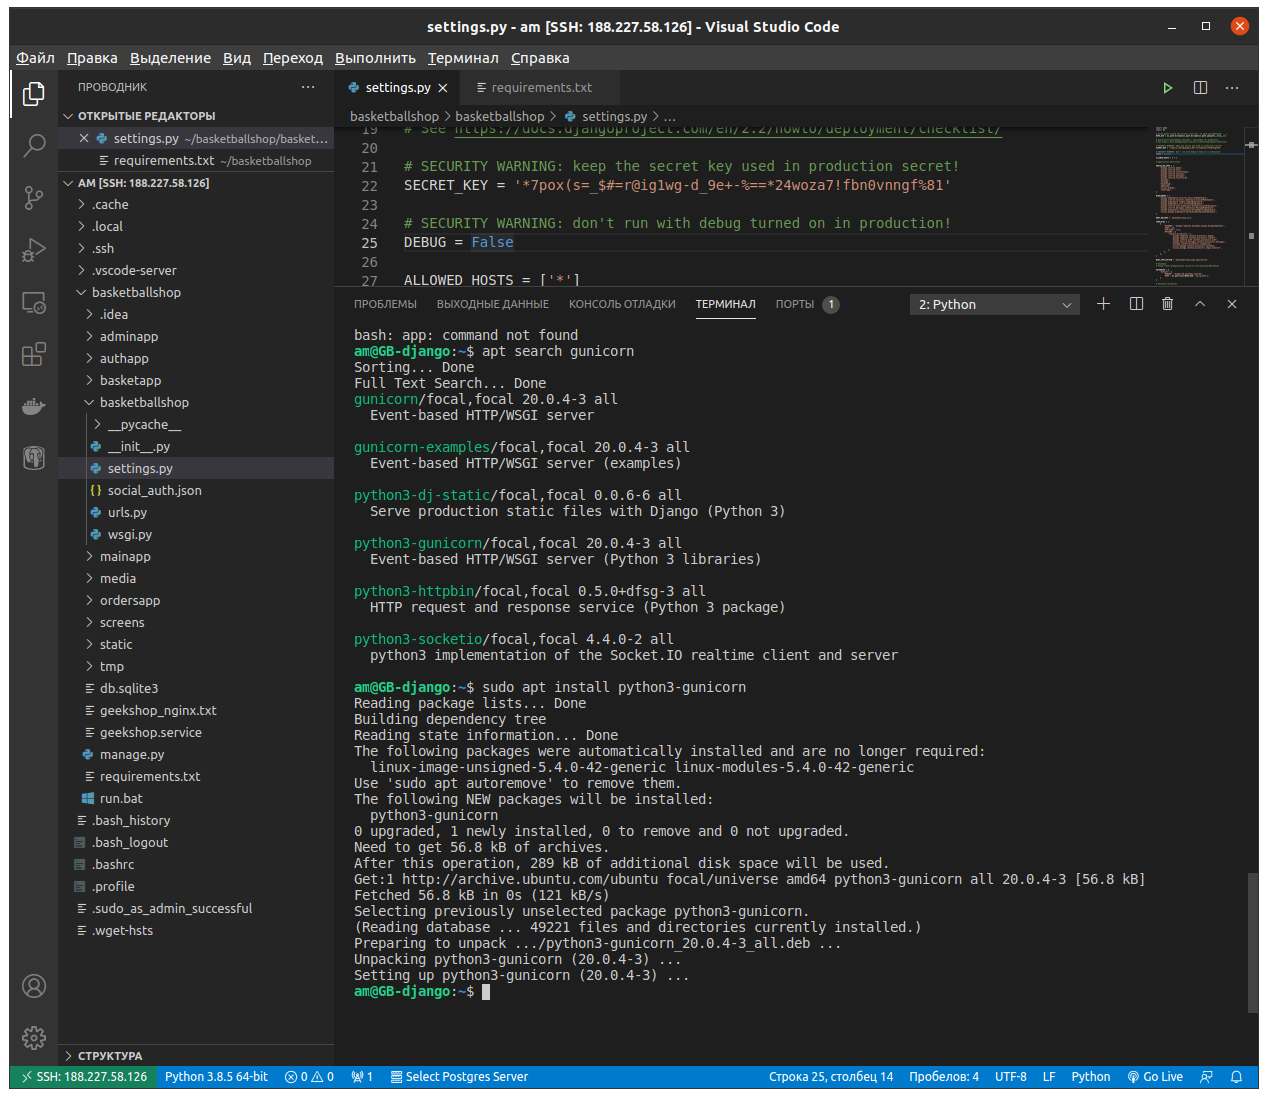 settings.py - am [SSH: 188.227.58.126] - Visual Studio Code
Файл Правка Выделение Вид Переход Выполнить Терминал Справка
ПРОВОДНИК
ОТКРЫТЫЕ РЕДАКТОРЫ
settings.py ~/basketballshop/basket...
requirements.txt ~/basketballshop
AM [SSH: 188.227.58.126]
.cache
.local
.ssh
.vscode-server
basketballshop
.idea
adminapp
authapp
basketapp
basketballshop
__pycache__
__init__.py
settings.py
social_auth.json
urls.py
wsgi.py
mainapp
media
ordersapp
screens
static
tmp
db.sqlite3
geekshop_nginx.txt
geekshop.service
manage.py
requirements.txt
run.bat
.bash_history
.bash_logout
.bashrc
.profile
.sudo_as_admin_successful
.wget-hsts
СТРУКТУРА
settings.py requirements.txt
basketballshop > basketballshop > settings.py > ...
19 # See https://docs.djangoproject.com/en/2.2/howto/deployment/checklist/
20
21 # SECURITY WARNING: keep the secret key used in production secret!
22 SECRET_KEY = '*7pox(s=_$#=r@ig1wg-d_9e+-%==*24woza7!fbn0vnngf%81'
23
24 # SECURITY WARNING: don't run with debug turned on in production!
25 DEBUG = False
26
27 ALLOWED_HOSTS = ['*']
ПРОБЛЕМЫ ВЫХОДНЫЕ ДАННЫЕ КОНСОЛЬ ОТЛАДКИ ТЕРМИНАЛ ПОРТЫ 1 2: Python
bash: app: command not found
am@GB-django:~$ apt search gunicorn
Sorting... Done
Full Text Search... Done
gunicorn/focal,focal 20.0.4-3 all
Event-based HTTP/WSGI server
gunicorn-examples/focal,focal 20.0.4-3 all
Event-based HTTP/WSGI server (examples)
python3-dj-static/focal,focal 0.0.6-6 all
Serve production static files with Django (Python 3)
python3-gunicorn/focal,focal 20.0.4-3 all
Event-based HTTP/WSGI server (Python 3 libraries)
python3-httpbin/focal,focal 0.5.0+dfsg-3 all
HTTP request and response service (Python 3 package)
python3-socketio/focal,focal 4.4.0-2 all
python3 implementation of the Socket.IO realtime client and server
am@GB-django:~$ sudo apt install python3-gunicorn
Reading package lists... Done
Building dependency tree
Reading state information... Done
The following packages were automatically installed and are no longer required:
linux-image-unsigned-5.4.0-42-generic linux-modules-5.4.0-42-generic
Use 'sudo apt autoremove' to remove them.
The following NEW packages will be installed:
python3-gunicorn
0 upgraded, 1 newly installed, 0 to remove and 0 not upgraded.
Need to get 56.8 kB of archives.
After this operation, 289 kB of additional disk space will be used.
Get:1 http://archive.ubuntu.com/ubuntu focal/universe amd64 python3-gunicorn all 20.0.4-3 [56.8 kB]
Fetched 56.8 kB in 0s (121 kB/s)
Selecting previously unselected package python3-gunicorn.
(Reading database ... 49221 files and directories currently installed.)
Preparing to unpack .../python3-gunicorn_20.0.4-3_all.deb ...
Unpacking python3-gunicorn (20.0.4-3) ...
Setting up python3-gunicorn (20.0.4-3) ...
am@GB-django:~$
SSH: 188.227.58.126 Python 3.8.5 64-bit 0 0 1 Select Postgres Server Строка 25, столбец 14 Пробелов: 4 UTF-8 LF Python Go Live